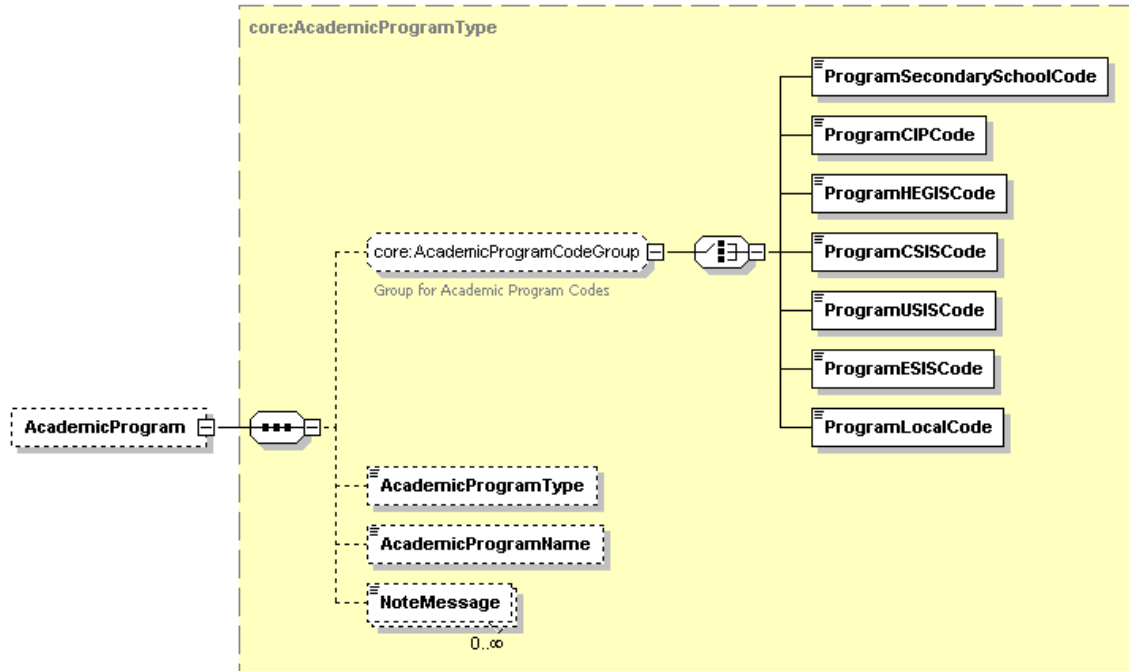 core:AcademicProgramType
ProgramSecondarySchoolCode
ProgramCIPCode
ProgramHEGISCode
core:AcademicProgramCodeGroup
ProgramCSISCode
Group for Academic Program Codes
ProgramUSISCode
ProgramESISCode
AcademicProgram
ProgramLocalCode
AcademicProgramType
AcademicProgramName
NoteMessage
0..∞